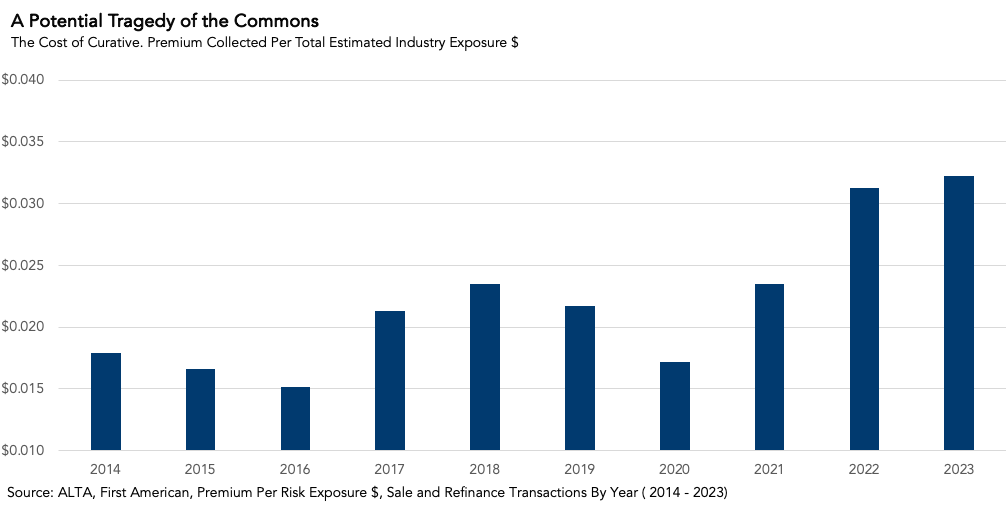 A Potential Tragedy of the Commons
The Cost of Curative. Premium Collected Per Total Estimated Industry Exposure $
$0.040
$0.035
$0.030
$0.025
$0.020
$0.015
$0.010
2014 2015 2016 2017 2018 2019 2020 2021 2022 2023
Source: ALTA, First American, Premium Per Risk Exposure $, Sale and Refinance Transactions By Year ( 2014 - 2023)